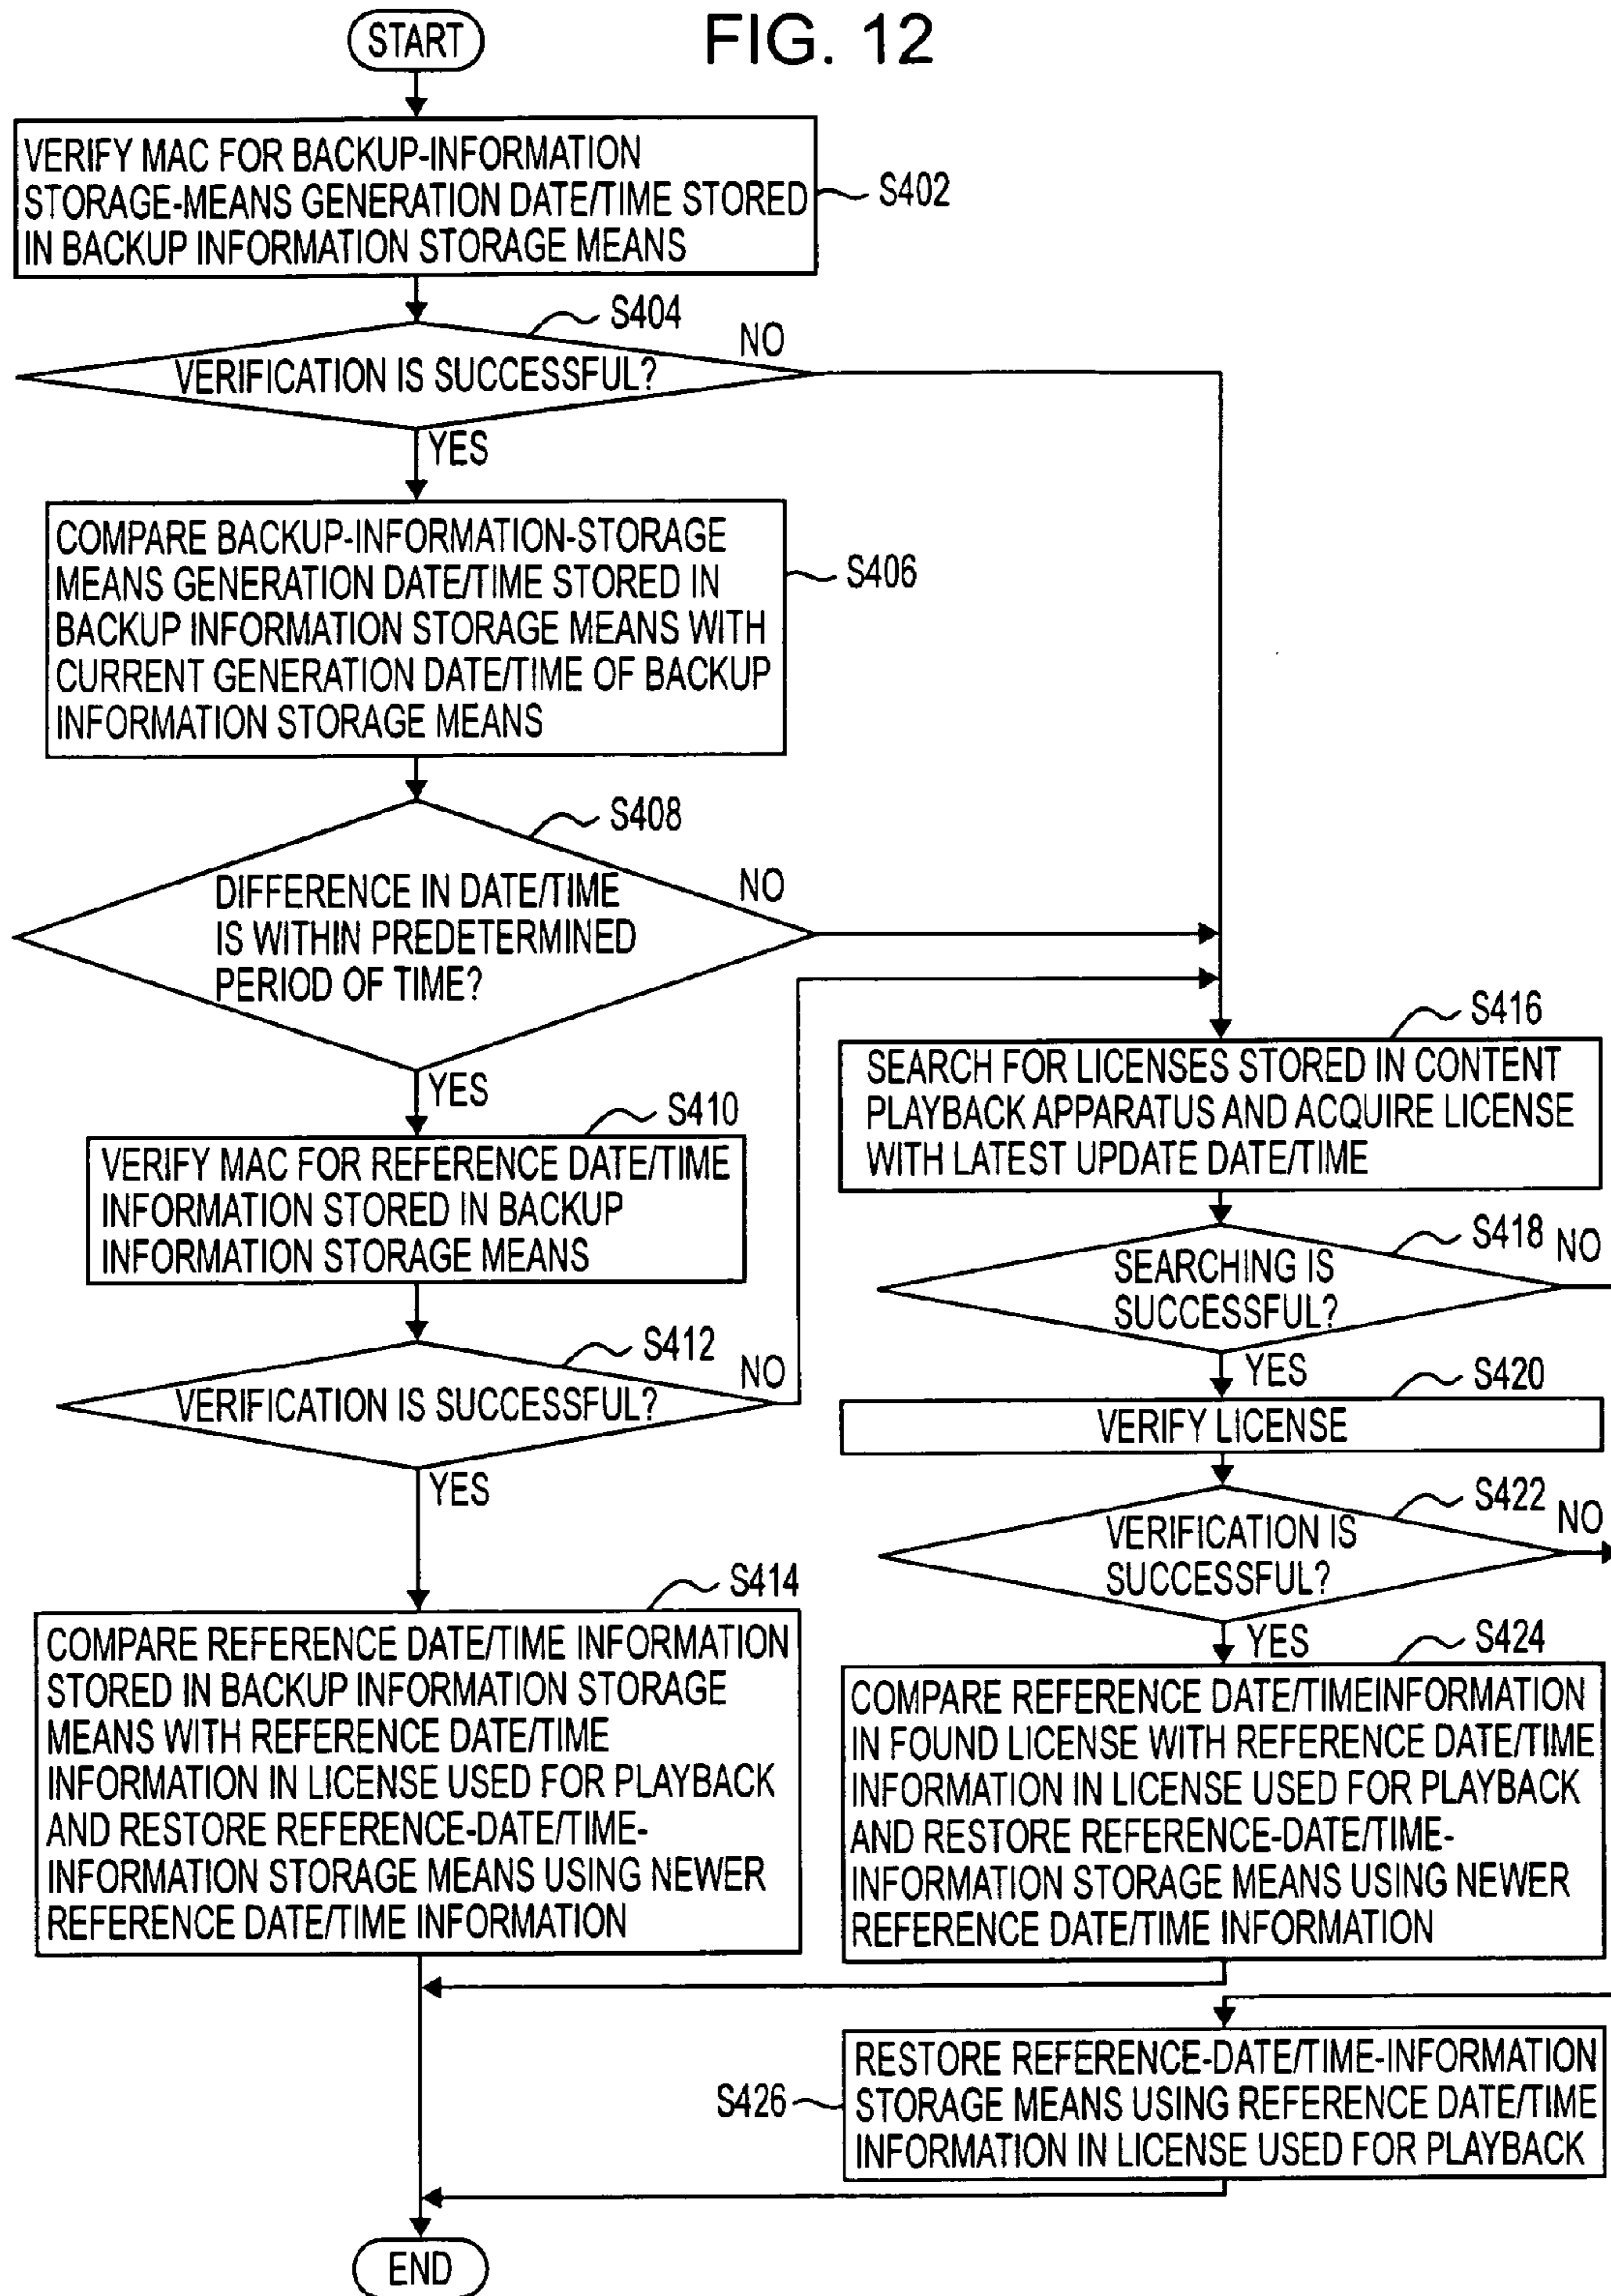 FIG. 12
START
VERIFY MAC FOR BACKUP-INFORMATION
STORAGE-MEANS GENERATION DATE/TIME STORED
IN BACKUP INFORMATION STORAGE MEANS
S402
S404
VERIFICATION IS SUCCESSFUL?
NO
YES
COMPARE BACKUP-INFORMATION-STORAGE
MEANS GENERATION DATE/TIME STORED IN
BACKUP INFORMATION STORAGE MEANS WITH
CURRENT GENERATION DATE/TIME OF BACKUP
INFORMATION STORAGE MEANS
S406
S408
DIFFERENCE IN DATE/TIME
IS WITHIN PREDETERMINED
PERIOD OF TIME?
NO
YES
S410
VERIFY MAC FOR REFERENCE DATE/TIME
INFORMATION STORED IN BACKUP
INFORMATION STORAGE MEANS
S412
VERIFICATION IS SUCCESSFUL?
NO
YES
S414
COMPARE REFERENCE DATE/TIME INFORMATION
STORED IN BACKUP INFORMATION STORAGE
MEANS WITH REFERENCE DATE/TIME
INFORMATION IN LICENSE USED FOR PLAYBACK
AND RESTORE REFERENCE-DATE/TIME-
INFORMATION STORAGE MEANS USING NEWER
REFERENCE DATE/TIME INFORMATION
S416
SEARCH FOR LICENSES STORED IN CONTENT
PLAYBACK APPARATUS AND ACQUIRE LICENSE
WITH LATEST UPDATE DATE/TIME
S418
SEARCHING IS
SUCCESSFUL?
NO
YES
S420
VERIFY LICENSE
S422
VERIFICATION IS
SUCCESSFUL?
NO
YES
S424
COMPARE REFERENCE DATE/TIMEINFORMATION
IN FOUND LICENSE WITH REFERENCE DATE/TIME
INFORMATION IN LICENSE USED FOR PLAYBACK
AND RESTORE REFERENCE-DATE/TIME-
INFORMATION STORAGE MEANS USING NEWER
REFERENCE DATE/TIME INFORMATION
S426
RESTORE REFERENCE-DATE/TIME-INFORMATION
STORAGE MEANS USING REFERENCE DATE/TIME
INFORMATION IN LICENSE USED FOR PLAYBACK
END